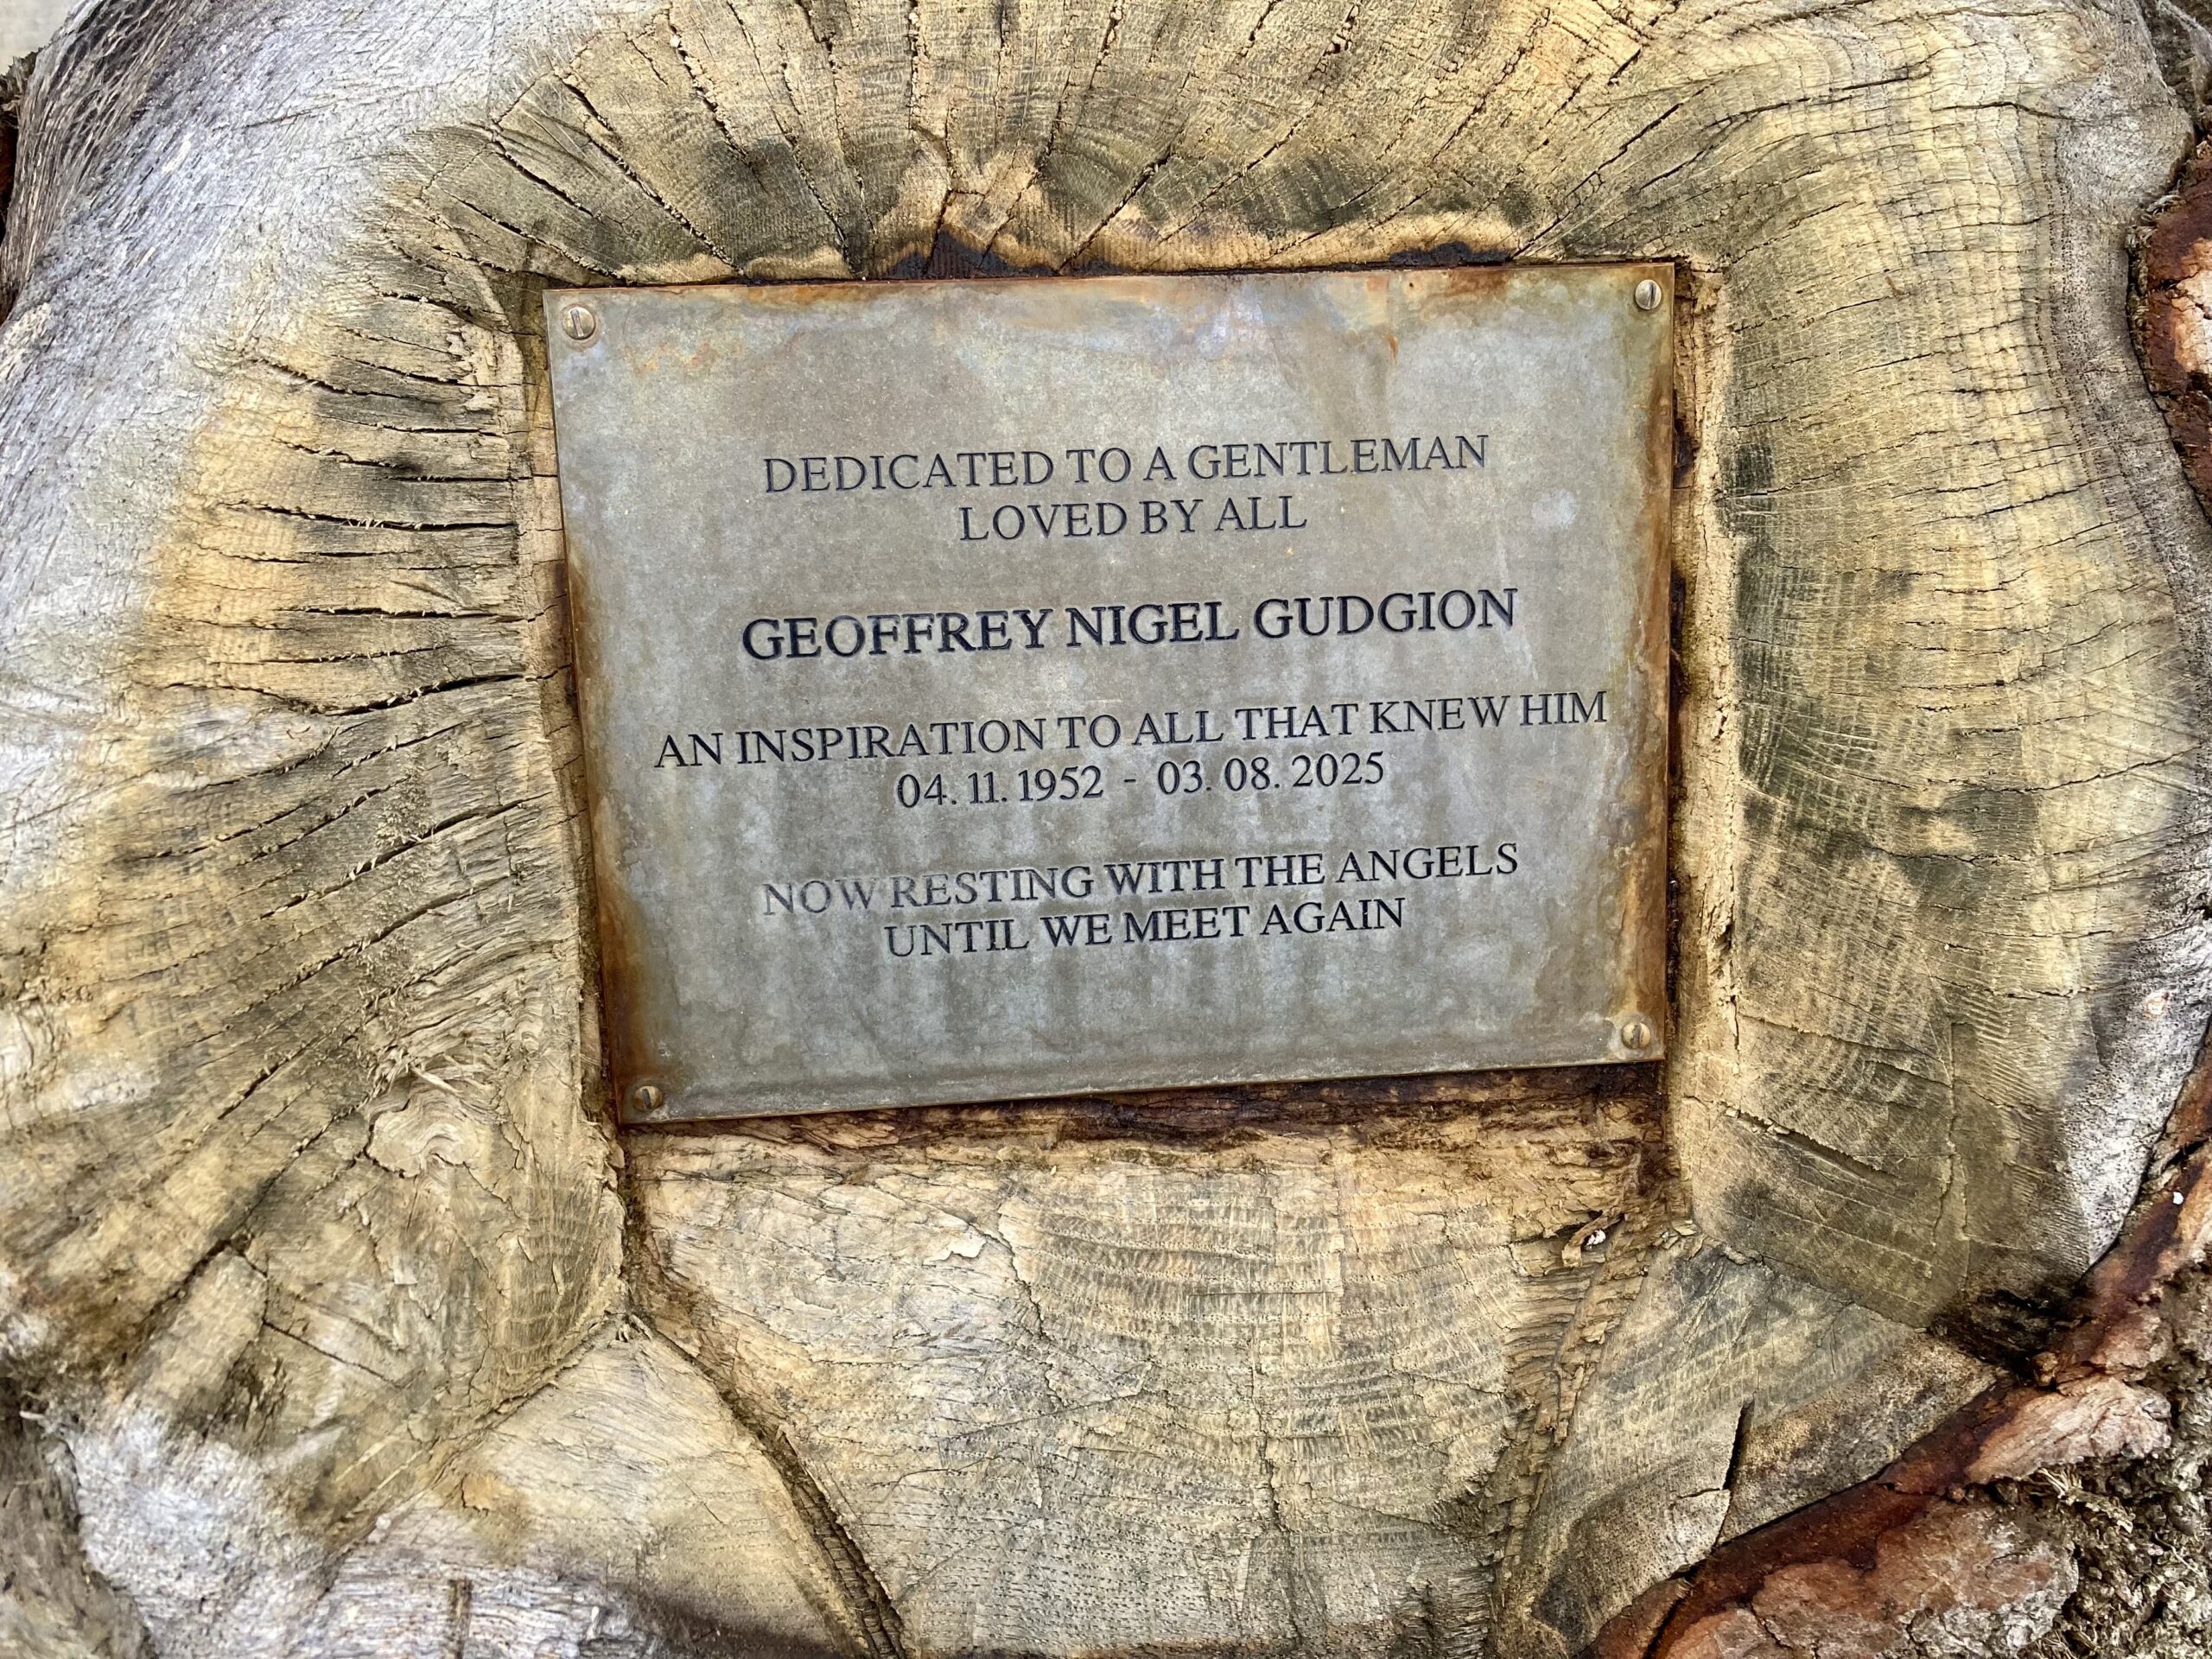 DEDICATED TO A GENTLEMAN
LOVED BY ALL
GEOFFREY NIGEL GUDGION
AN INSPIRATION TO ALL THAT KNEW HIM
04.11.1952 - 03.08.2025
NOW RESTING WITH THE ANGELS
UNTIL WE MEET AGAIN